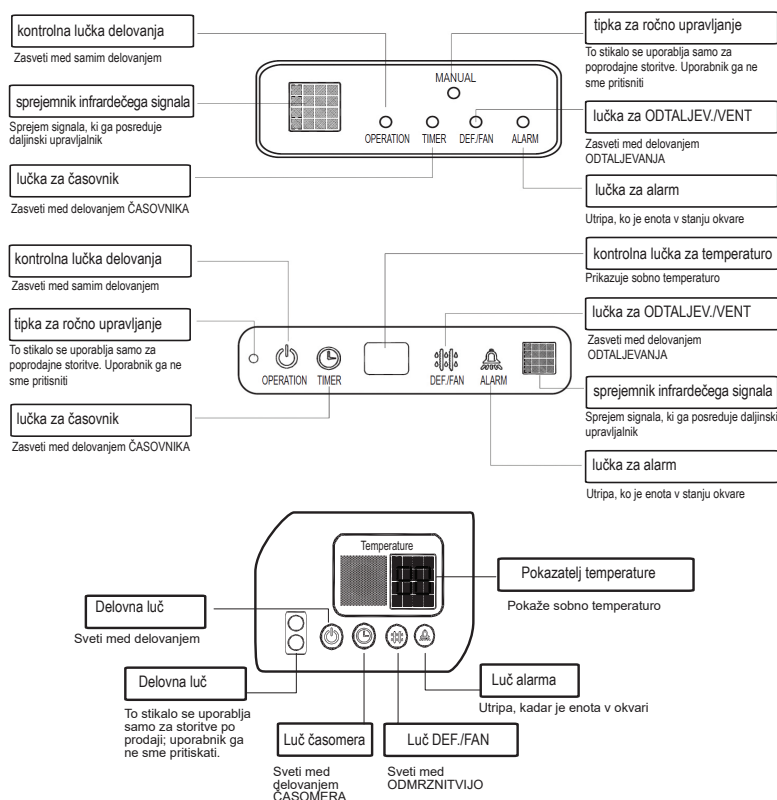 kontrolna lučka delovanja
Zasveti med samim delovanjem
sprejemnik infrardečega signala
Sprejem signala, ki ga posreduje
daljinski upravljalnik
lučka za časovnik
Zasveti med delovanjem ČASOVNIKA
MANUAL
OPERATION TIMER DEF./FAN ALARM
tipka za ročno upravljanje
To stikalo se uporablja samo za
poprodajne storitve. Uporabnik ga ne
sme pritisniti
lučka za ODTALJEV./VENT
Zasveti med delovanjem
ODTALJEVANJA
lučka za alarm
Utripa, ko je enota v stanju okvare
kontrolna lučka delovanja
Zasveti med samim delovanjem
tipka za ročno upravljanje
To stikalo se uporablja samo za
poprodajne storitve. Uporabnik ga ne
sme pritisniti
lučka za časovnik
Zasveti med delovanjem ČASOVNIKA
OPERATION TIMER DEF./FAN ALARM
kontrolna lučka za temperaturo
Prikazuje sobno temperaturo
lučka za ODTALJEV./VENT
Zasveti med delovanjem
ODTALJEVANJA
sprejemnik infrardečega signala
Sprejem signala, ki ga posreduje daljinski
upravljalnik
lučka za alarm
Utripa, ko je enota v stanju okvare
Temperature
Pokazatelj temperature
Pokaže sobno temperaturo
Delovna luč
Sveti med delovanjem
Delovna luč
To stikalo se uporablja
samo za storitve po
prodaji; uporabnik ga
ne sme pritiskati.
Luč časomera
Sveti med
delovanjem
ČASOMERA
Luč DEF./FAN
Sveti med
ODMRZNITVIJO
Luč alarma
Utripa, kadar je enota v okvari